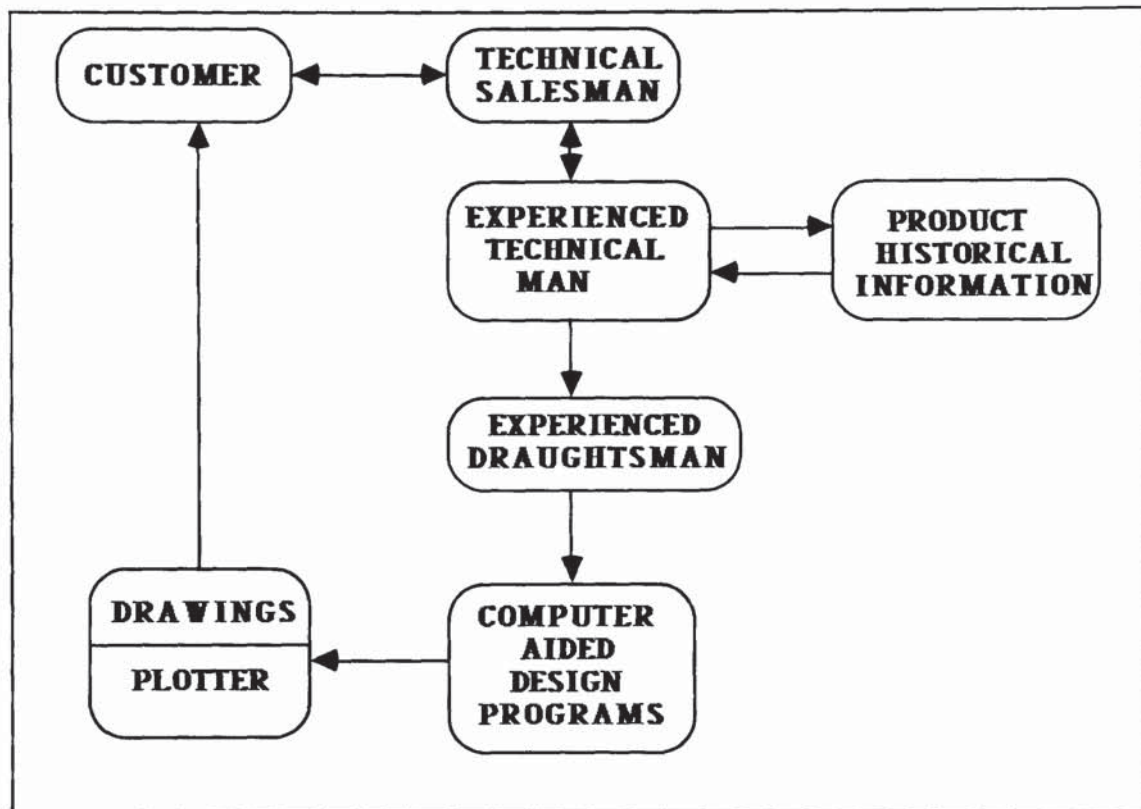 CUSTOMER
TECHNICAL
SALESMAN
EXPERIENCED
TECHNICAL
MAN
PRODUCT
HISTORICAL
INFORMATION
EXPERIENCED
DRAUGHTSMAN
DRAWINGS
PLOTTER
COMPUTER
AIDED
DESIGN
PROGRAMS